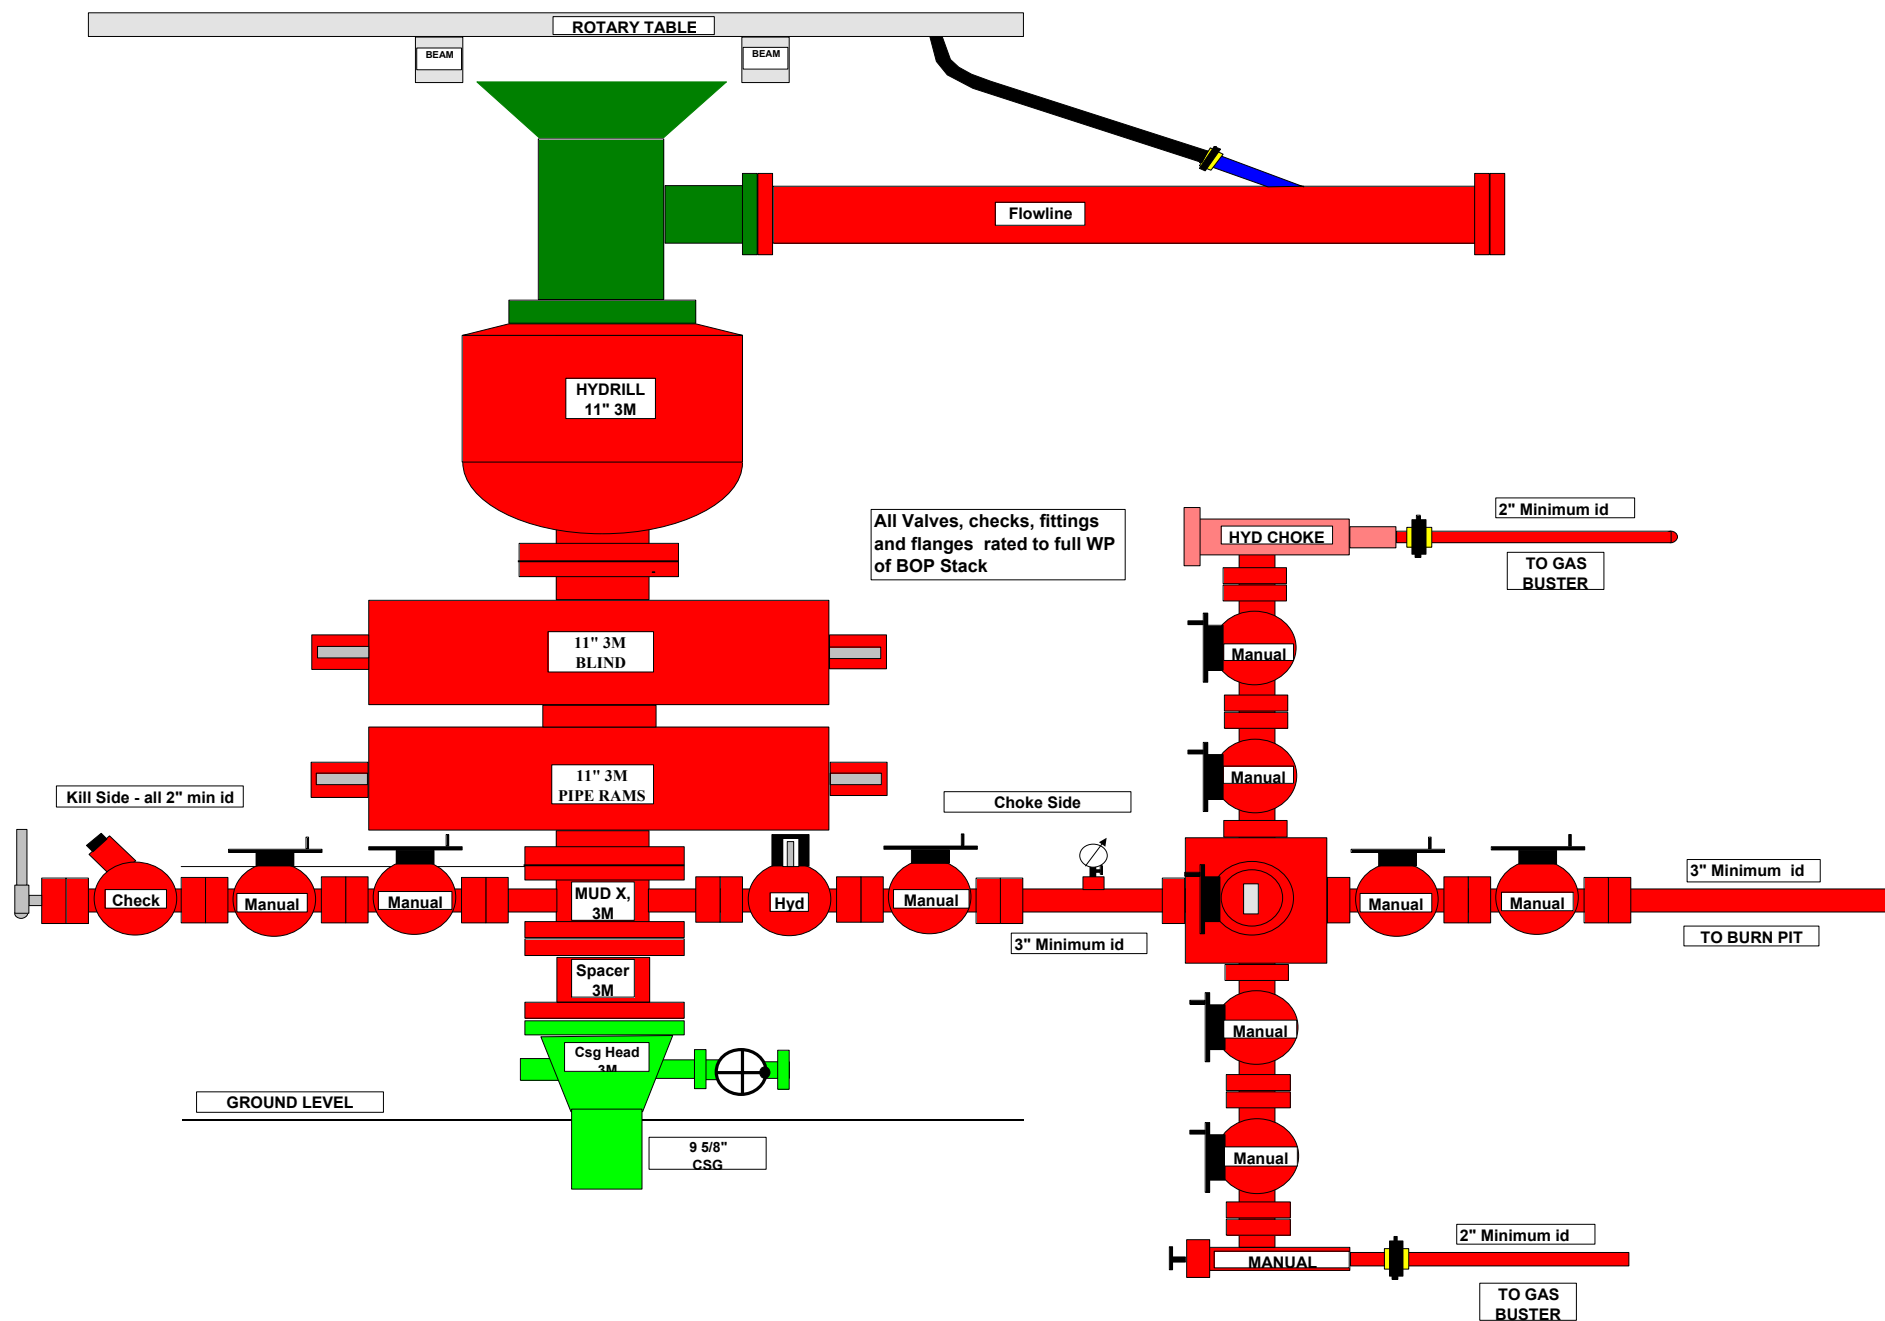 ROTARY TABLE
BEAM
BEAM
Flowline
HYDRILL
11" 3M
All Valves, checks, fittings
and flanges rated to full WP
of BOP Stack
2" Minimum id
HYD CHOKE
TO GAS
BUSTER
11" 3M
BLIND
Manual
11" 3M
PIPE RAMS
Manual
Kill Side - all 2" min id
Choke Side
Check
Manual
Manual
MUD X,
3M
Hyd
Manual
Manual
Manual
3" Minimum id
3" Minimum id
TO BURN PIT
Spacer
3M
Manual
Csg Head
3M
GROUND LEVEL
9 5/8"
CSG
Manual
2" Minimum id
MANUAL
TO GAS
BUSTER